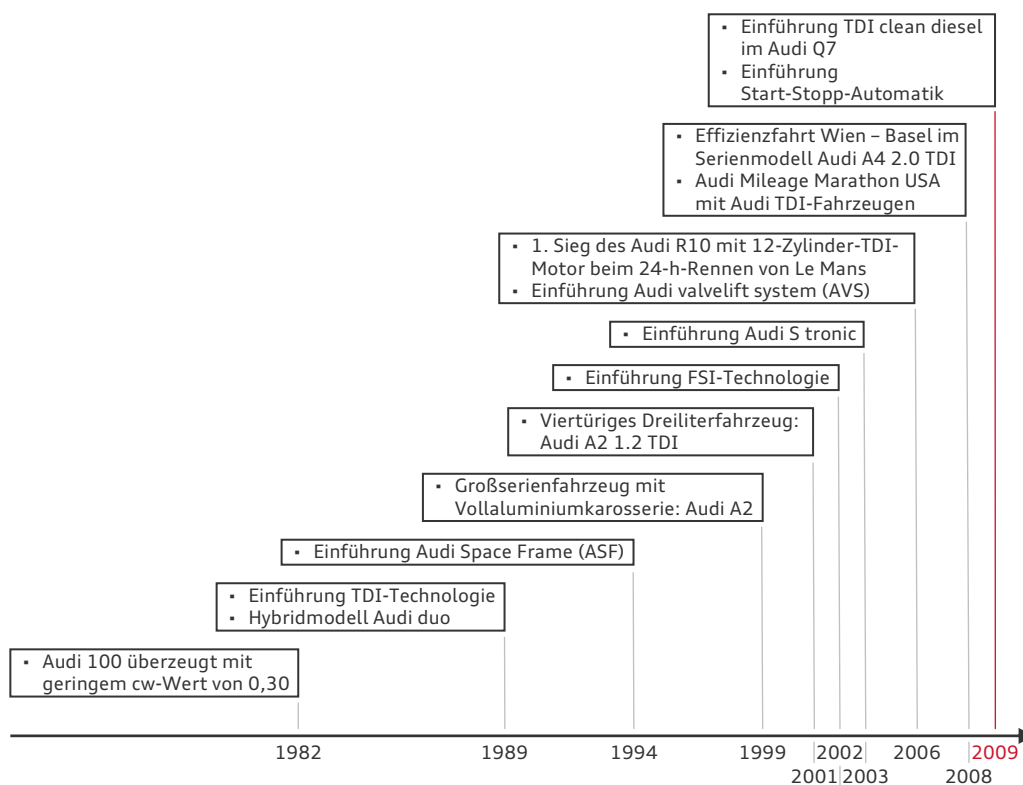 ▪ Einführung TDI clean diesel
im Audi Q7
▪ Einführung
Start-Stopp-Automatik
▪ Effizienzfahrt Wien – Basel im
Serienmodell Audi A4 2.0 TDI
▪ Audi Mileage Marathon USA
mit Audi TDI-Fahrzeugen
▪ 1. Sieg des Audi R10 mit 12-Zylinder-TDI-
Motor beim 24-h-Rennen von Le Mans
▪ Einführung Audi valvelift system (AVS)
▪ Einführung Audi S tronic
▪ Einführung FSI-Technologie
▪ Viertüriges Dreiliterfahrzeug:
Audi A2 1.2 TDI
▪ Großserienfahrzeug mit
Vollaluminiumkarosserie: Audi A2
▪ Einführung Audi Space Frame (ASF)
▪ Einführung TDI-Technologie
▪ Hybridmodell Audi duo
▪ Audi 100 überzeugt mit
geringem cw-Wert von 0,30
1982 1989 1994 1999 2002 2006 2009
2001 2003 2008